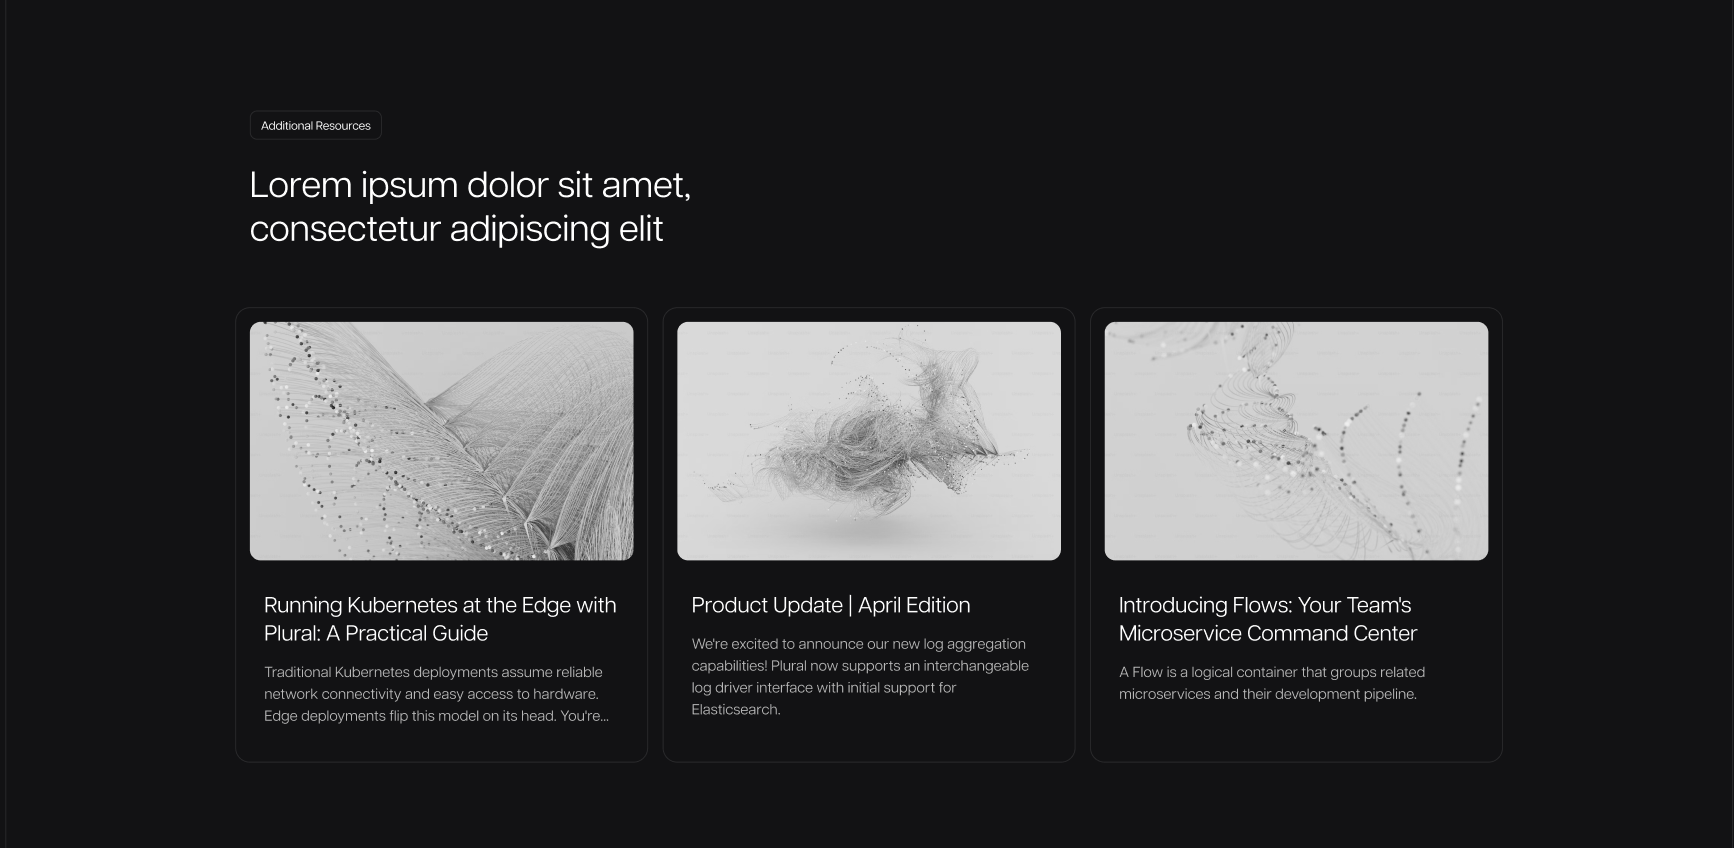 Additional Resources
Lorem ipsum dolor sit amet,
consectetur adipiscing elit
Running Kubernetes at the Edge with
Plural: A Practical Guide
Traditional Kubernetes deployments assume reliable
network connectivity and easy access to hardware.
Edge deployments flip this model on its head. You're...
Product Update | April Edition
We're excited to announce our new log aggregation
capabilities! Plural now supports an interchangeable
log driver interface with initial support for
Elasticsearch.
Introducing Flows: Your Team's
Microservice Command Center
A Flow is a logical container that groups related
microservices and their development pipeline.